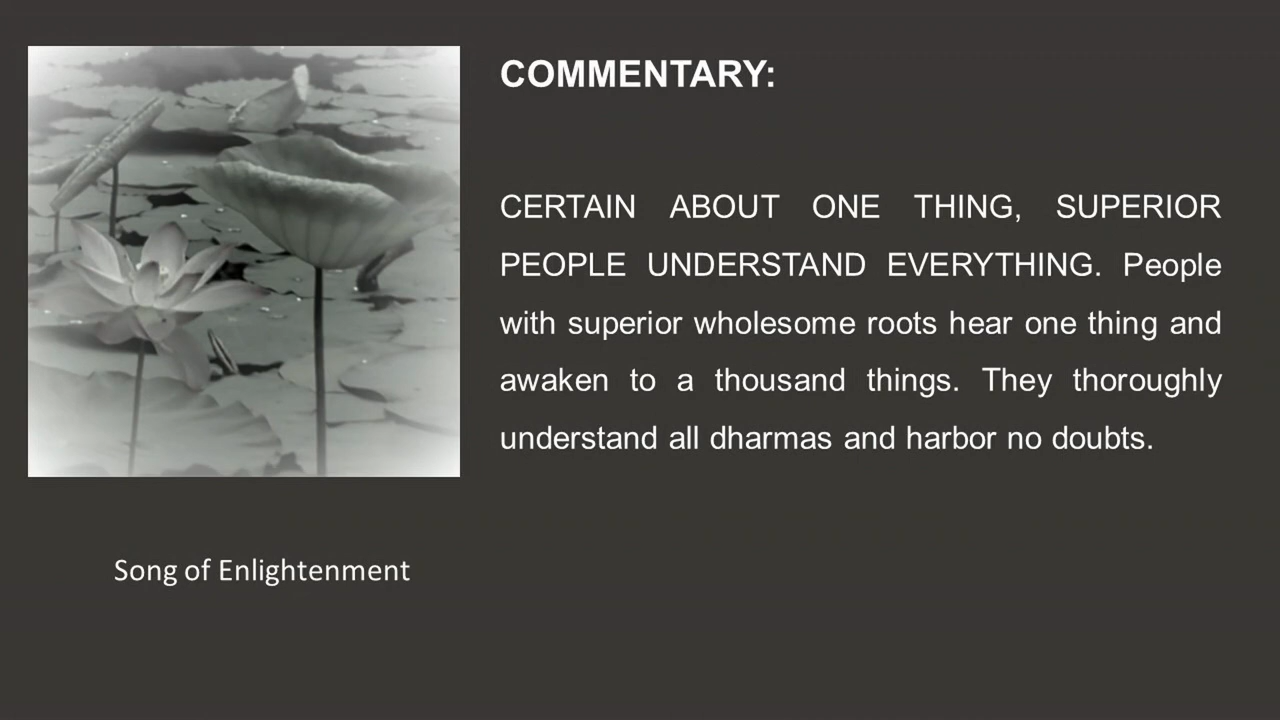 COMMENTARY:
CERTAIN ABOUT ONE THING, SUPERIOR
PEOPLE UNDERSTAND EVERYTHING. People
with superior wholesome roots hear one thing and
awaken to a thousand things. They thoroughly
understand all dharmas and harbor no doubts.
Song of Enlightenment